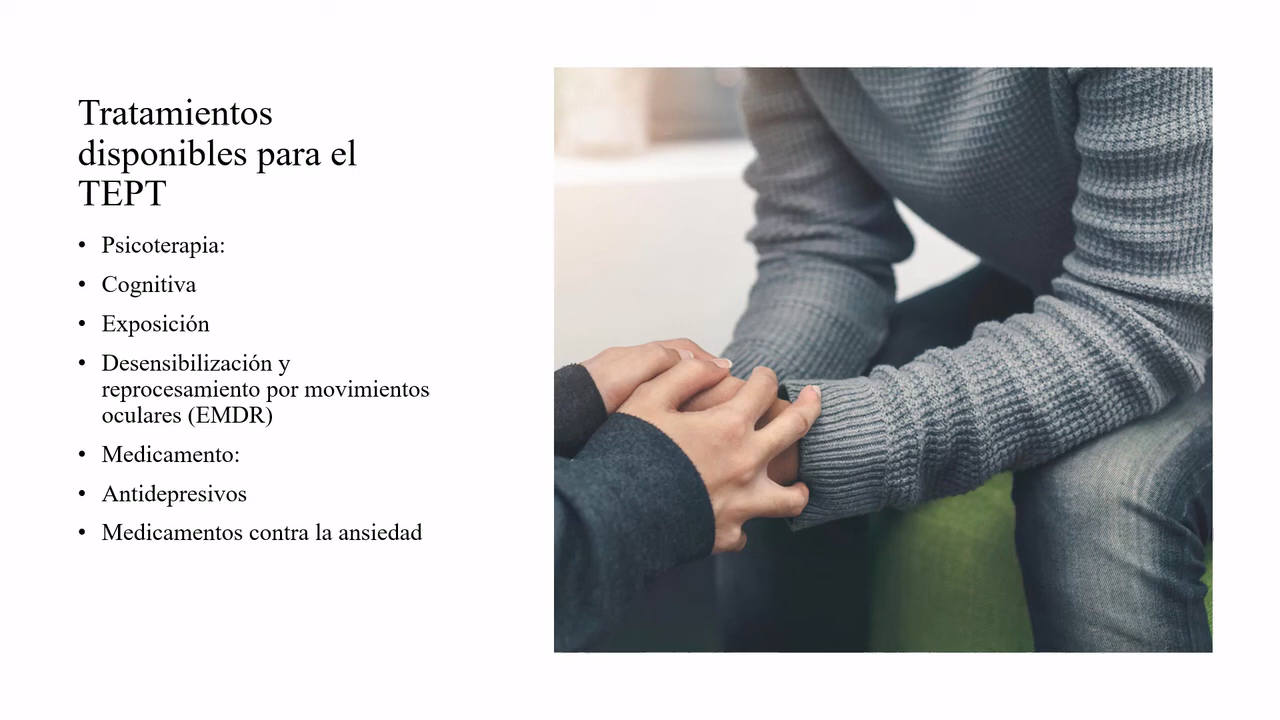 Tratamientos
disponibles para el
TEPT
• Psicoterapia:
• Cognitiva
• Exposición
• Desensibilización y
reprocesamiento por movimientos
oculares (EMDR)
• Medicamento:
• Antidepresivos
• Medicamentos contra la ansiedad